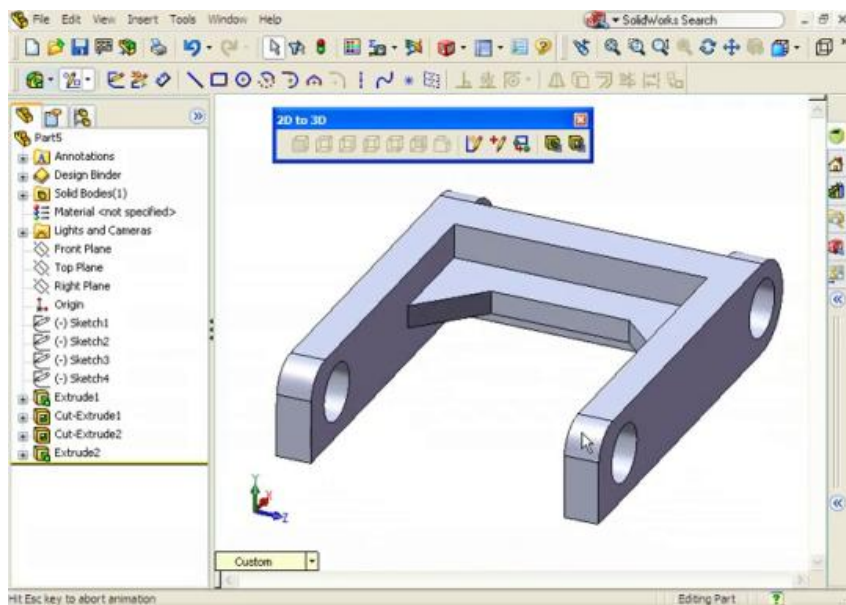 File Edit View Insert Tools Window Help SolidWorks Search
2D to 3D
Part5
Annotations
Design Binder
Solid Bodies(1)
Material <not specified>
Lights and Cameras
Front Plane
Top Plane
Right Plane
Origin
(-) Sketch1
(-) Sketch2
(-) Sketch3
(-) Sketch4
Extrude1
Cut-Extrude1
Cut-Extrude2
Extrude2
Y
X
Z
Custom
Hit Esc key to abort animation Editing Part